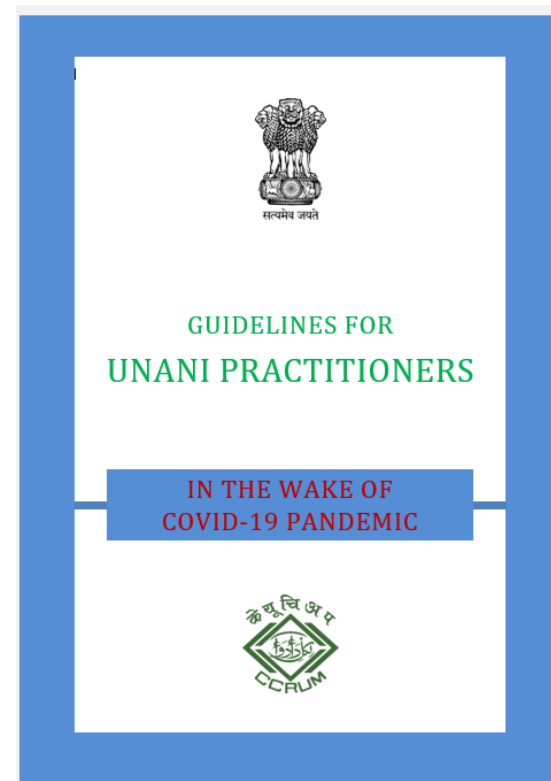 सत्यमेव जयते
GUIDELINES FOR
UNANI PRACTITIONERS
IN THE WAKE OF
COVID-19 PANDEMIC
के यू चि अ प
CCRUM